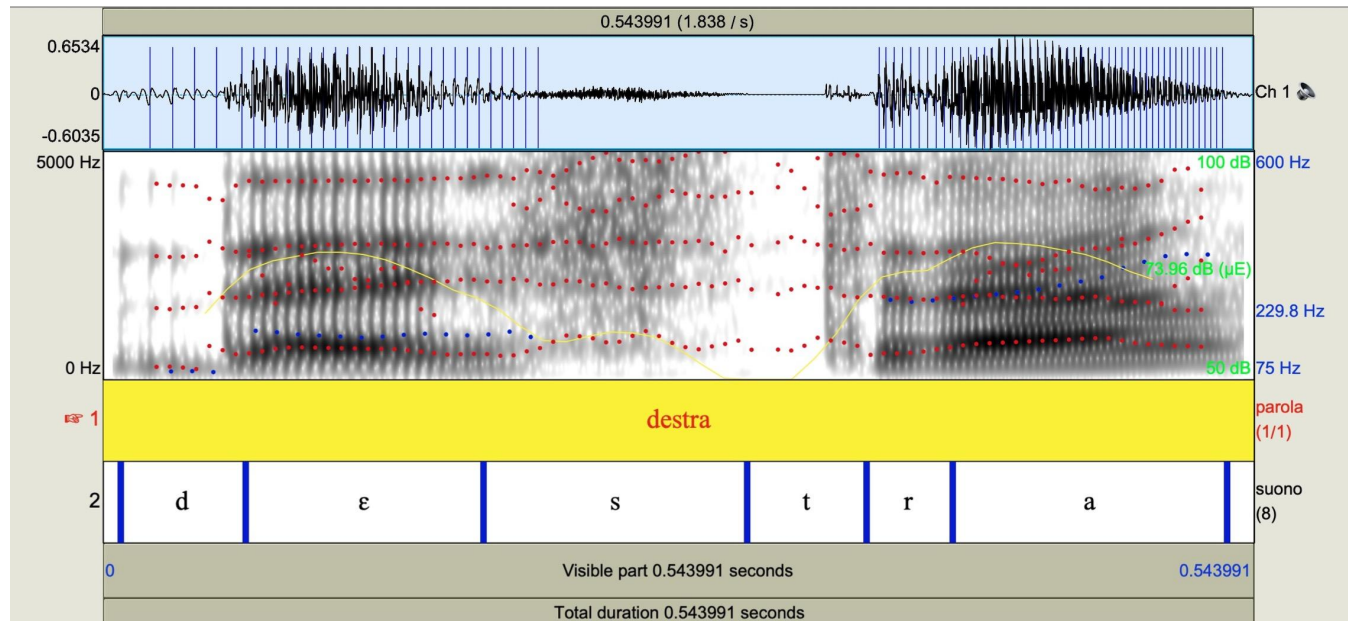 0.543991 (1.838 / s)
0.6534
0
-0.6035
Ch 1
5000 Hz
0 Hz
100 dB
73.96 dB (µE)
50 dB
600 Hz
229.8 Hz
75 Hz
1 destra parola
(1/1)
2 d ɛ s t r a suono
(8)
0 Visible part 0.543991 seconds 0.543991
Total duration 0.543991 seconds